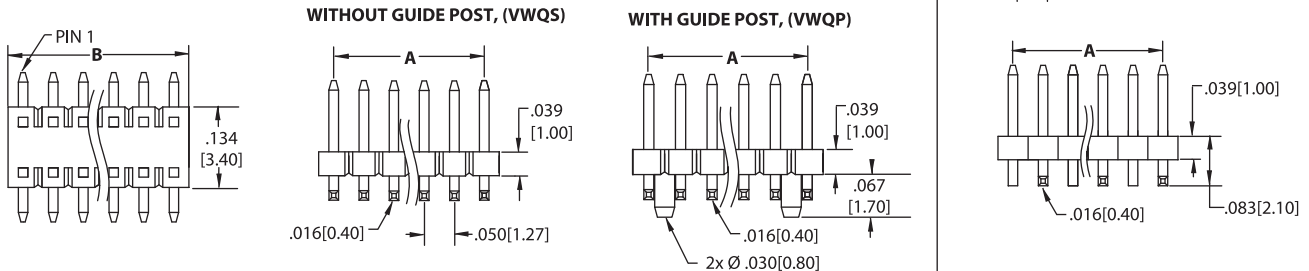 WITHOUT GUIDE POST, (VWQS)
WITH GUIDE POST, (VWQP)
PIN 1
B
.134
[3.40]
A
.039
[1.00]
.016[0.40]
.050[1.27]
A
.039
[1.00]
.067
[1.70]
.016[0.40]
2x Ø .030[0.80]
A
.039[1.00]
.016[0.40]
.083[2.10]